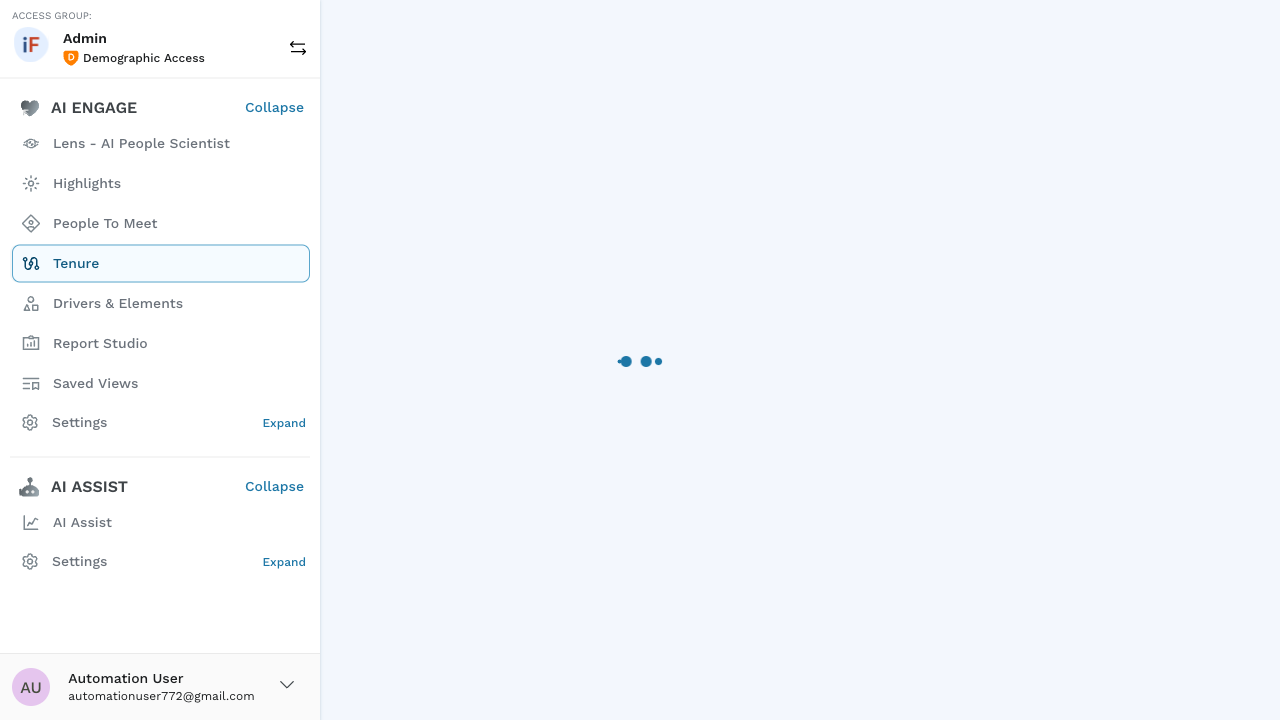 ACCESS GROUP:
iF
Admin
D Demographic Access
AI ENGAGE
Collapse
Lens - AI People Scientist
Highlights
People To Meet
Tenure
Drivers & Elements
Report Studio
Saved Views
Settings
Expand
AI ASSIST
Collapse
AI Assist
Settings
Expand
AU
Automation User
automationuser772@gmail.com